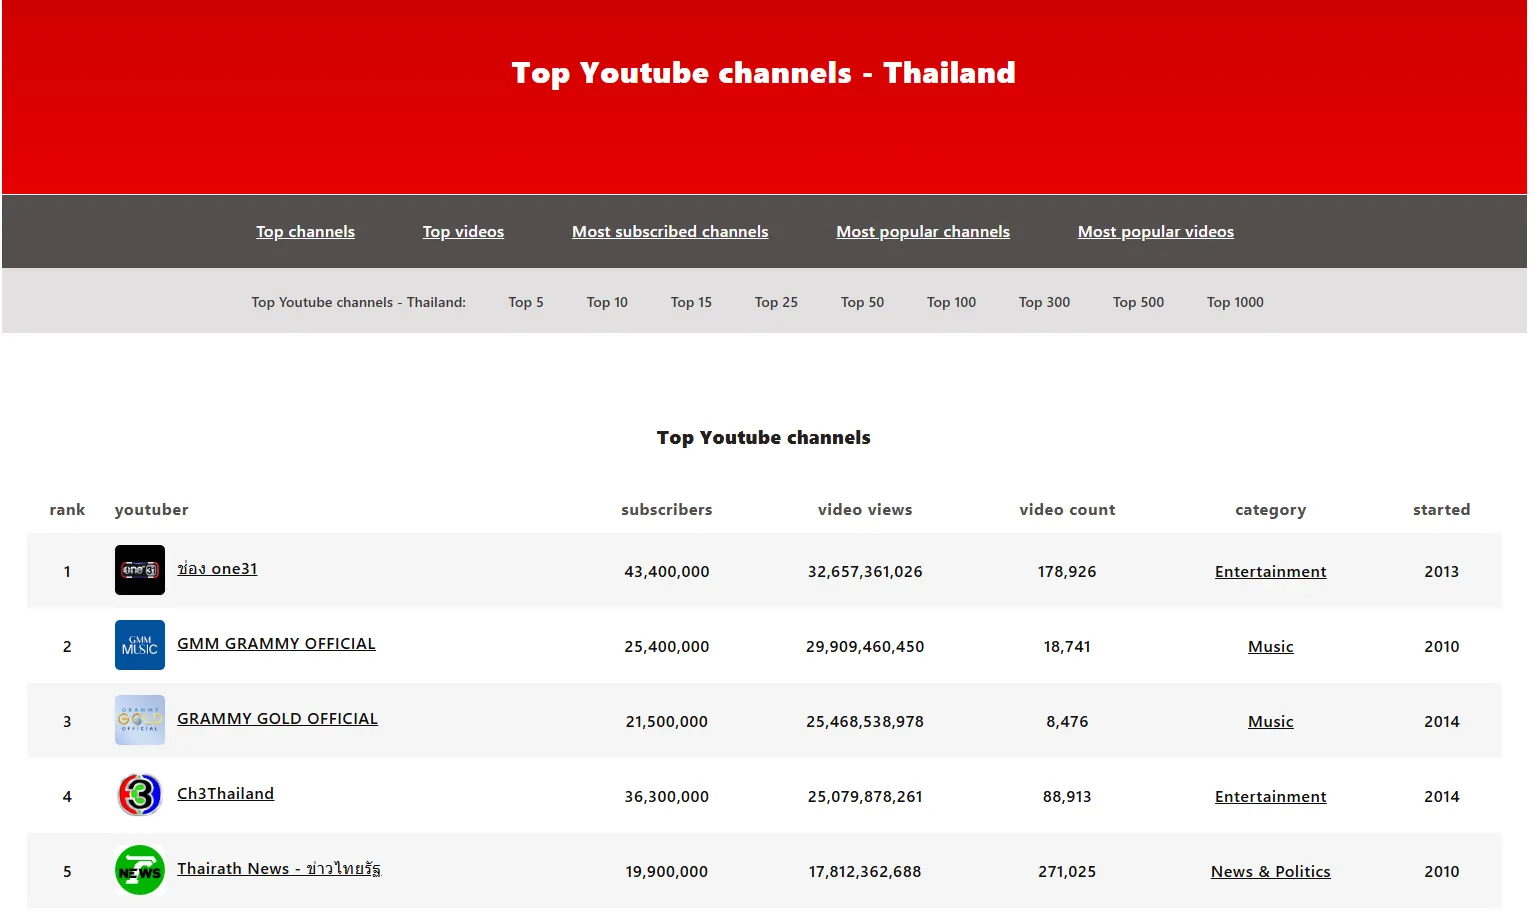 Top Youtube channels - Thailand
Top channels Top videos Most subscribed channels Most popular channels Most popular videos
Top Youtube channels - Thailand: Top 5 Top 10 Top 15 Top 25 Top 50 Top 100 Top 300 Top 500 Top 1000
Top Youtube channels
rank youtuber subscribers video views video count category started
1 one 31 ช่อง one31 43,400,000 32,657,361,026 178,926 Entertainment 2013
2 GMM MUSIC GMM GRAMMY OFFICIAL 25,400,000 29,909,460,450 18,741 Music 2010
3 GRAMMY GOLD OFFICIAL GRAMMY GOLD OFFICIAL 21,500,000 25,468,538,978 8,476 Music 2014
4 3 Ch3Thailand 36,300,000 25,079,878,261 88,913 Entertainment 2014
5 NEWS Thairath News - ข่าวไทยรัฐ 19,900,000 17,812,362,688 271,025 News & Politics 2010